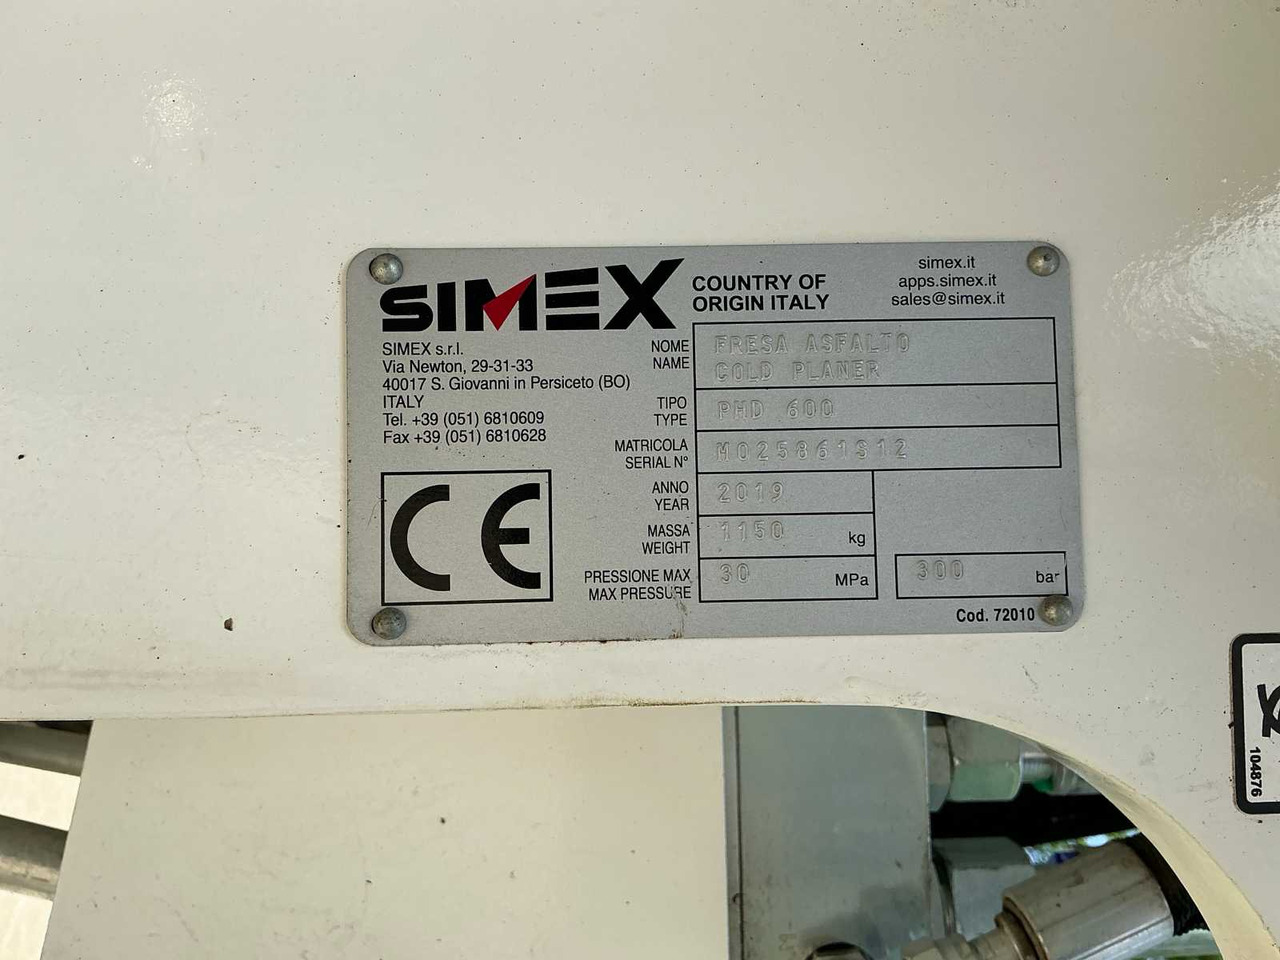 SIMEX
COUNTRY OF
ORIGIN ITALY
simex.it
apps.simex.it
sales@simex.it
SIMEX s.r.l.
Via Newton, 29-31-33
40017 S. Giovanni in Persiceto (BO)
ITALY
Tel. +39 (051) 6810609
Fax +39 (051) 6810628
CE
NOME
NAME
FRESA ASFALTO
COLD PLANER
TIPO
TYPE
PHD 600
MATRICOLA
SERIAL N°
M025861S12
ANNO
YEAR
2019
MASSA
WEIGHT
1150 kg
PRESSIONE MAX
MAX PRESSURE
30 MPa
300 bar
Cod. 72010
104876